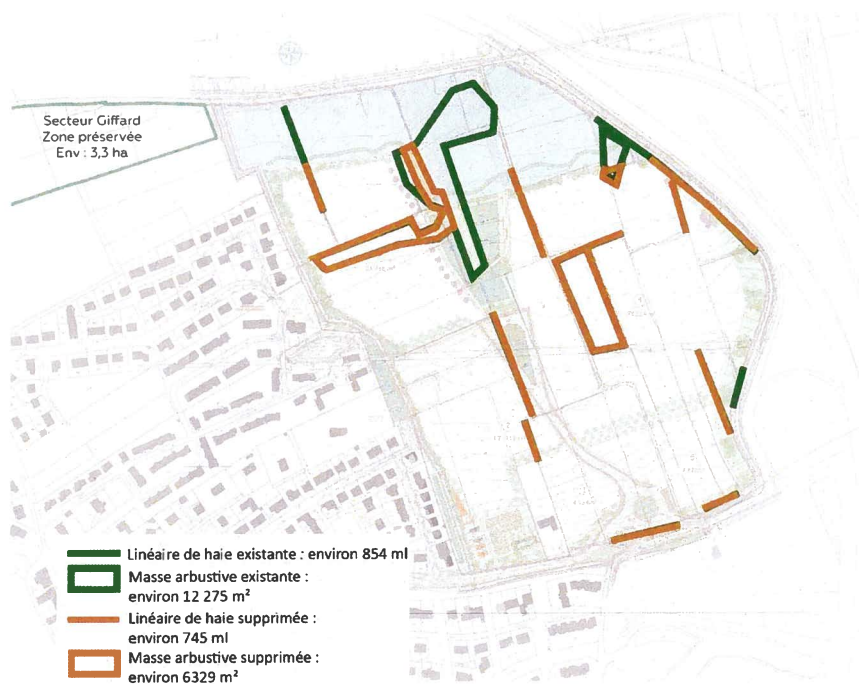 Secteur Giffard
Zone préservée
Env : 3,3 ha
Linéaire de haie existante : environ 854 ml
Masse arbustive existante :
environ 12 275 m²
Linéaire de haie supprimée :
environ 745 ml
Masse arbustive supprimée :
environ 6329 m²